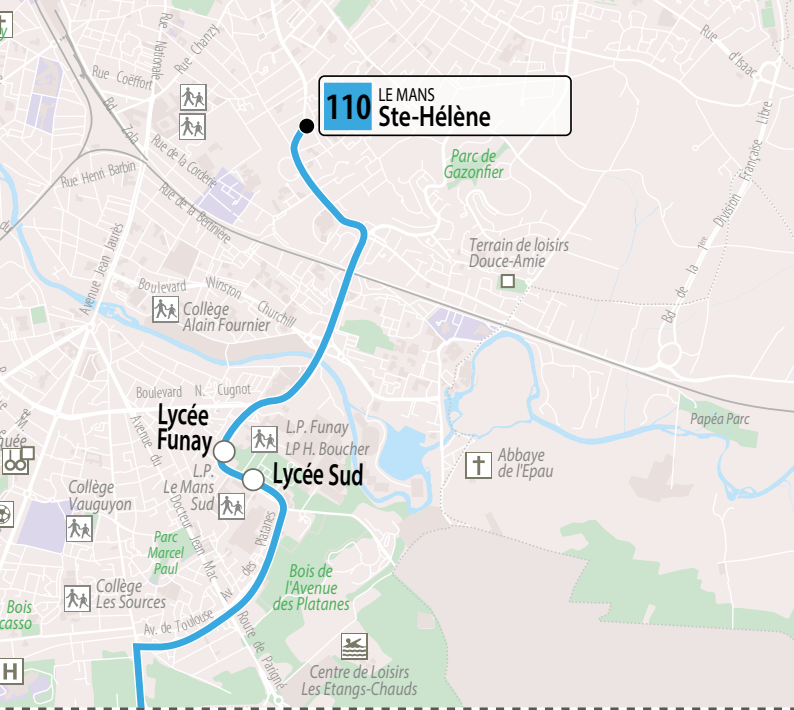 Rue Nationale
Rue Chanzy
Rue d'Isaac
Rue Coëffort
Bd Zola
110
LE MANS
Ste-Hélène
Rue de la Corderie
Parc de
Gazonfier
Bd de la 1ère Division Française Libre
Rue Henri Barbin
Rue de la Bertinière
Avenue Jean Jaurès
Terrain de loisirs
Douce-Amie
Boulevard Winston Churchill
Collège
Alain Fournier
Boulevard N. Cugnot
Lycée
Funay
L.P. Funay
LP H. Boucher
Papéa Parc
Avenue du Docteur Jean Mac
L.P.
Le Mans
Sud
Lycée Sud
Abbaye
de l'Epau
Collège
Vauguyon
Parc
Marcel
Paul
Av. des Platanes
Bois de
l'Avenue
des Platanes
Collège
Les Sources
Bois
casso
Av. de Toulouse
Route de Parigné
H
Centre de Loisirs
Les Etangs-Chauds